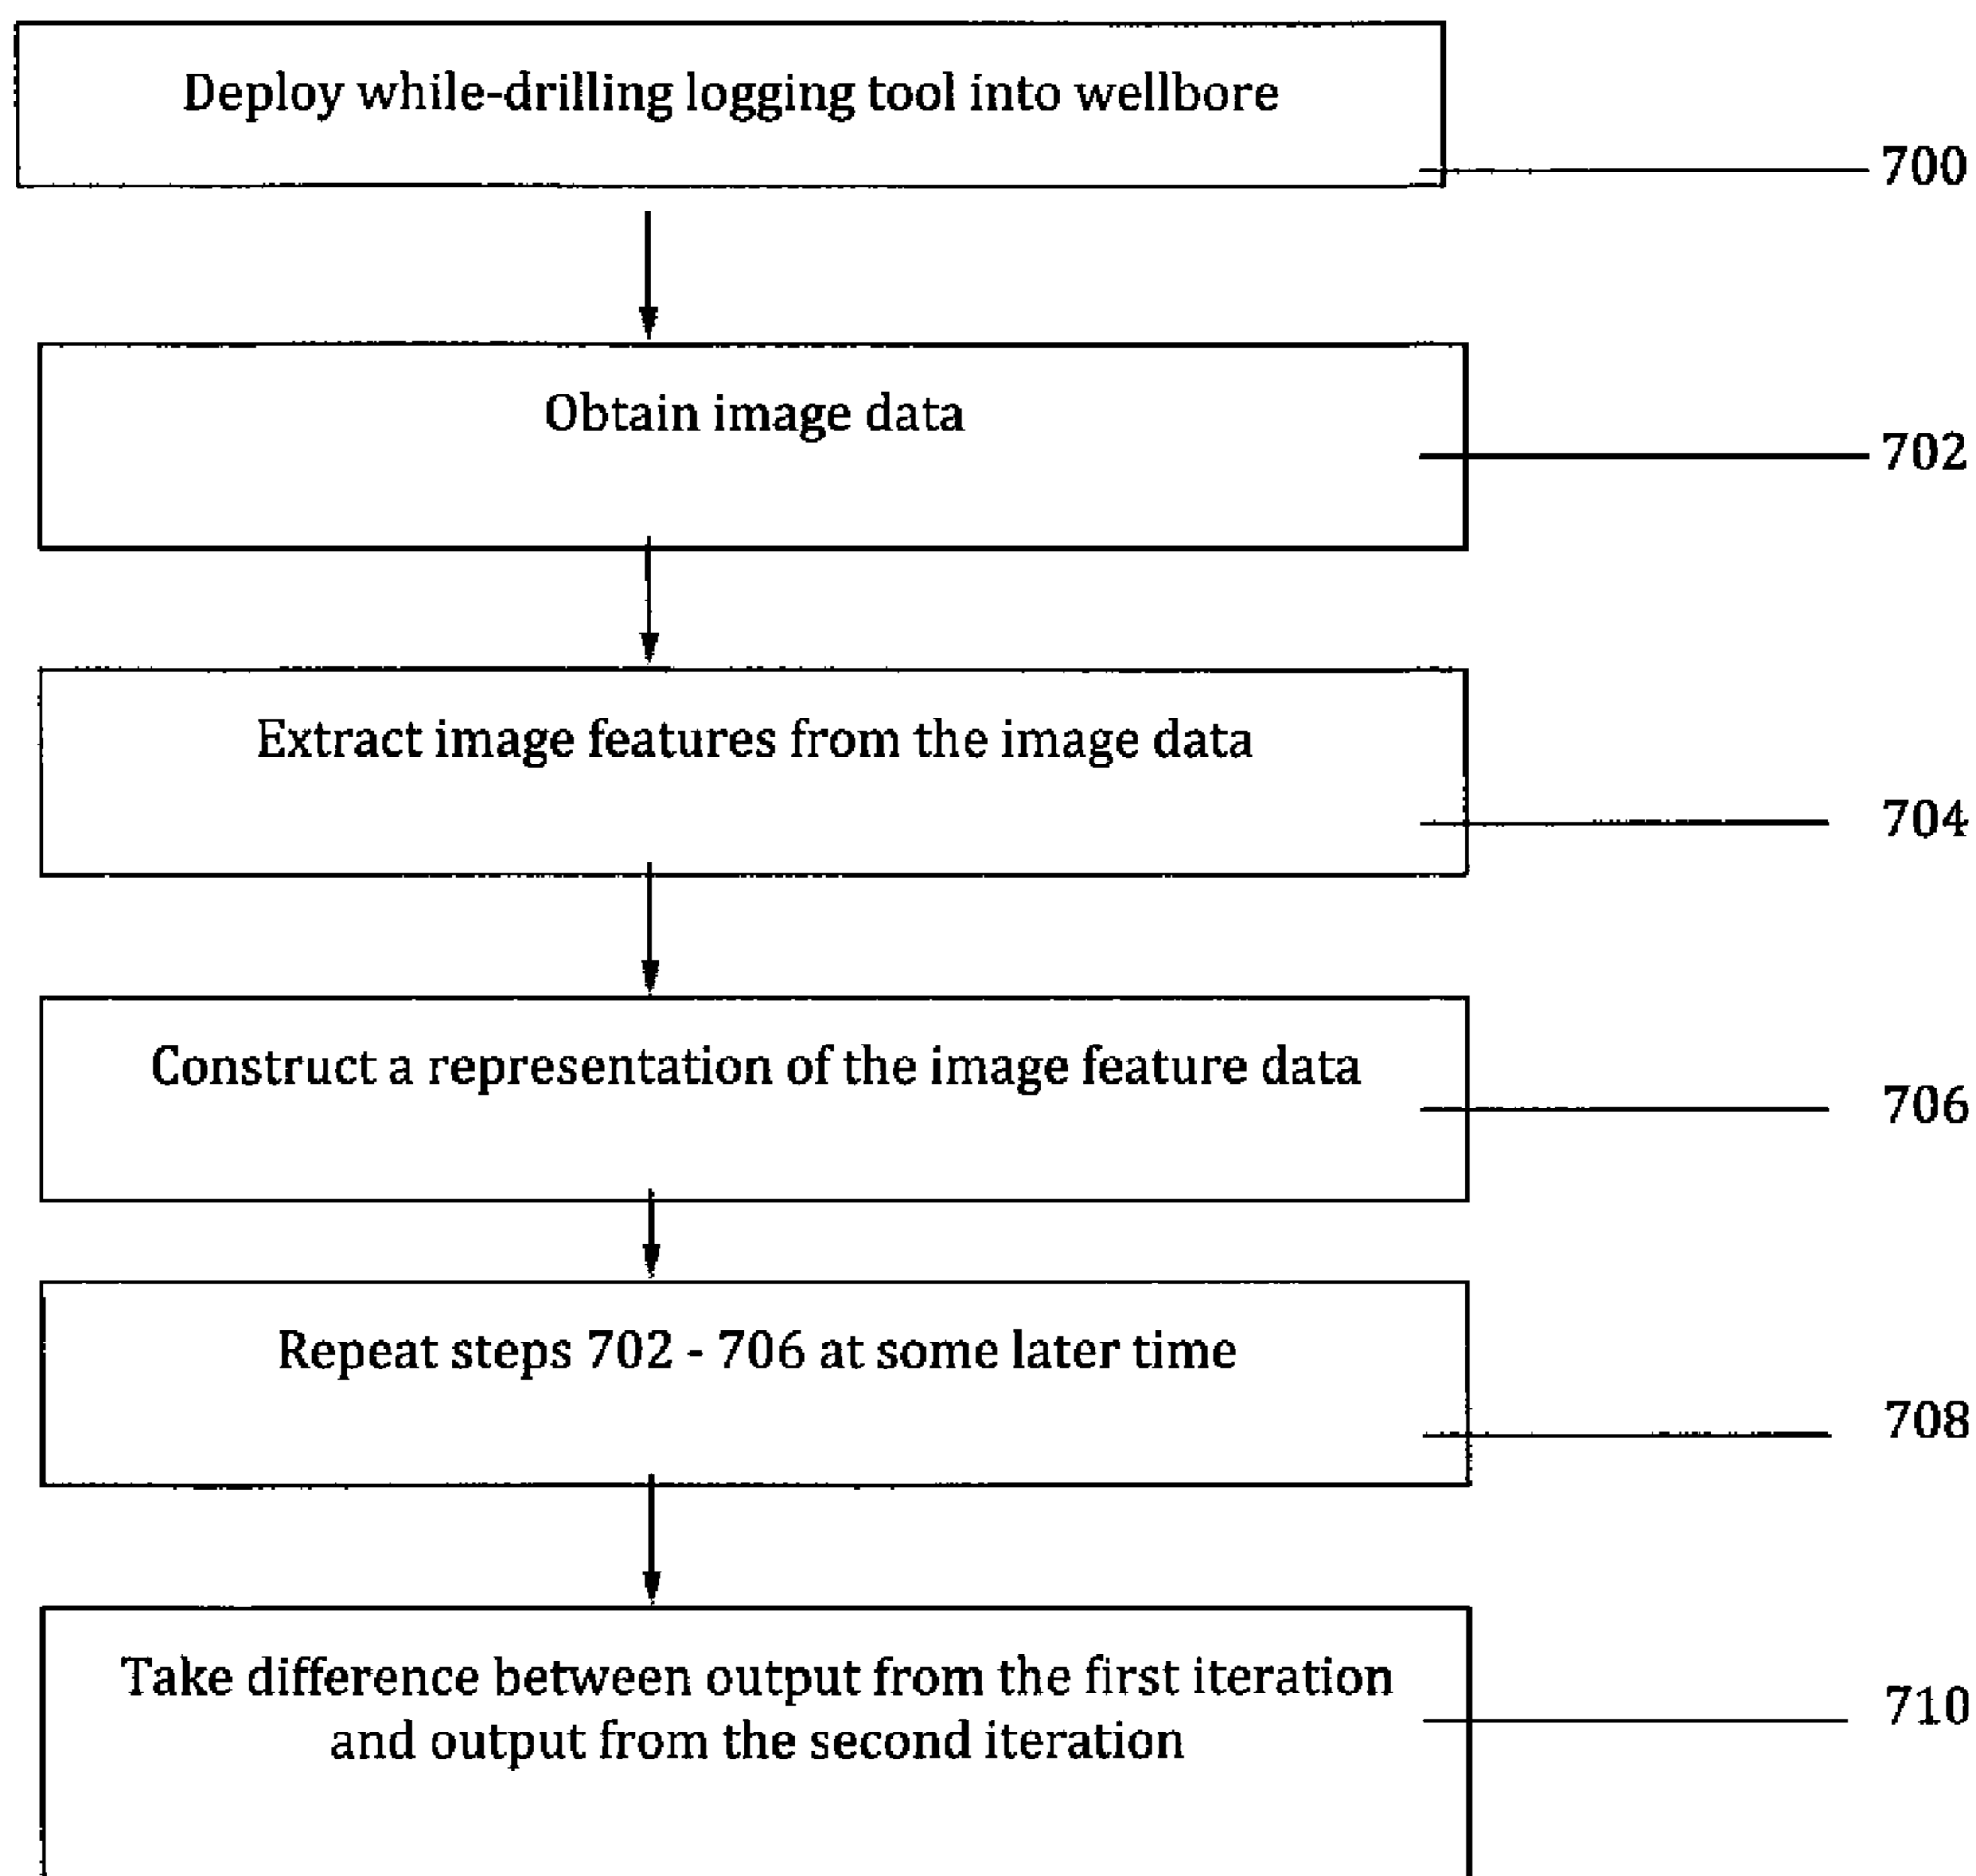 Deploy while-drilling logging tool into wellbore
700
Obtain image data
702
Extract image features from the image data
704
Construct a representation of the image feature data
706
Repeat steps 702 - 706 at some later time
708
Take difference between output from the first iteration
and output from the second iteration
710